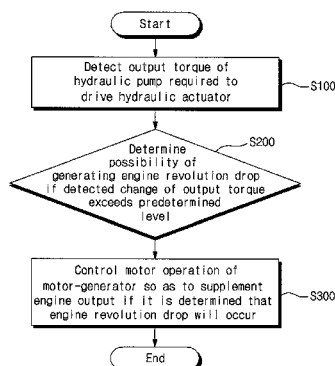 Start
Detect output torque of
hydraulic pump required to
drive hydraulic actuator
S100
S200
Determine
possibility of
generating engine revolution drop
if detected change of output torque
exceeds predetermined
level
Control motor operation of
motor-generator so as to supplement
engine output if it is determined that
engine revolution drop will occur
S300
End